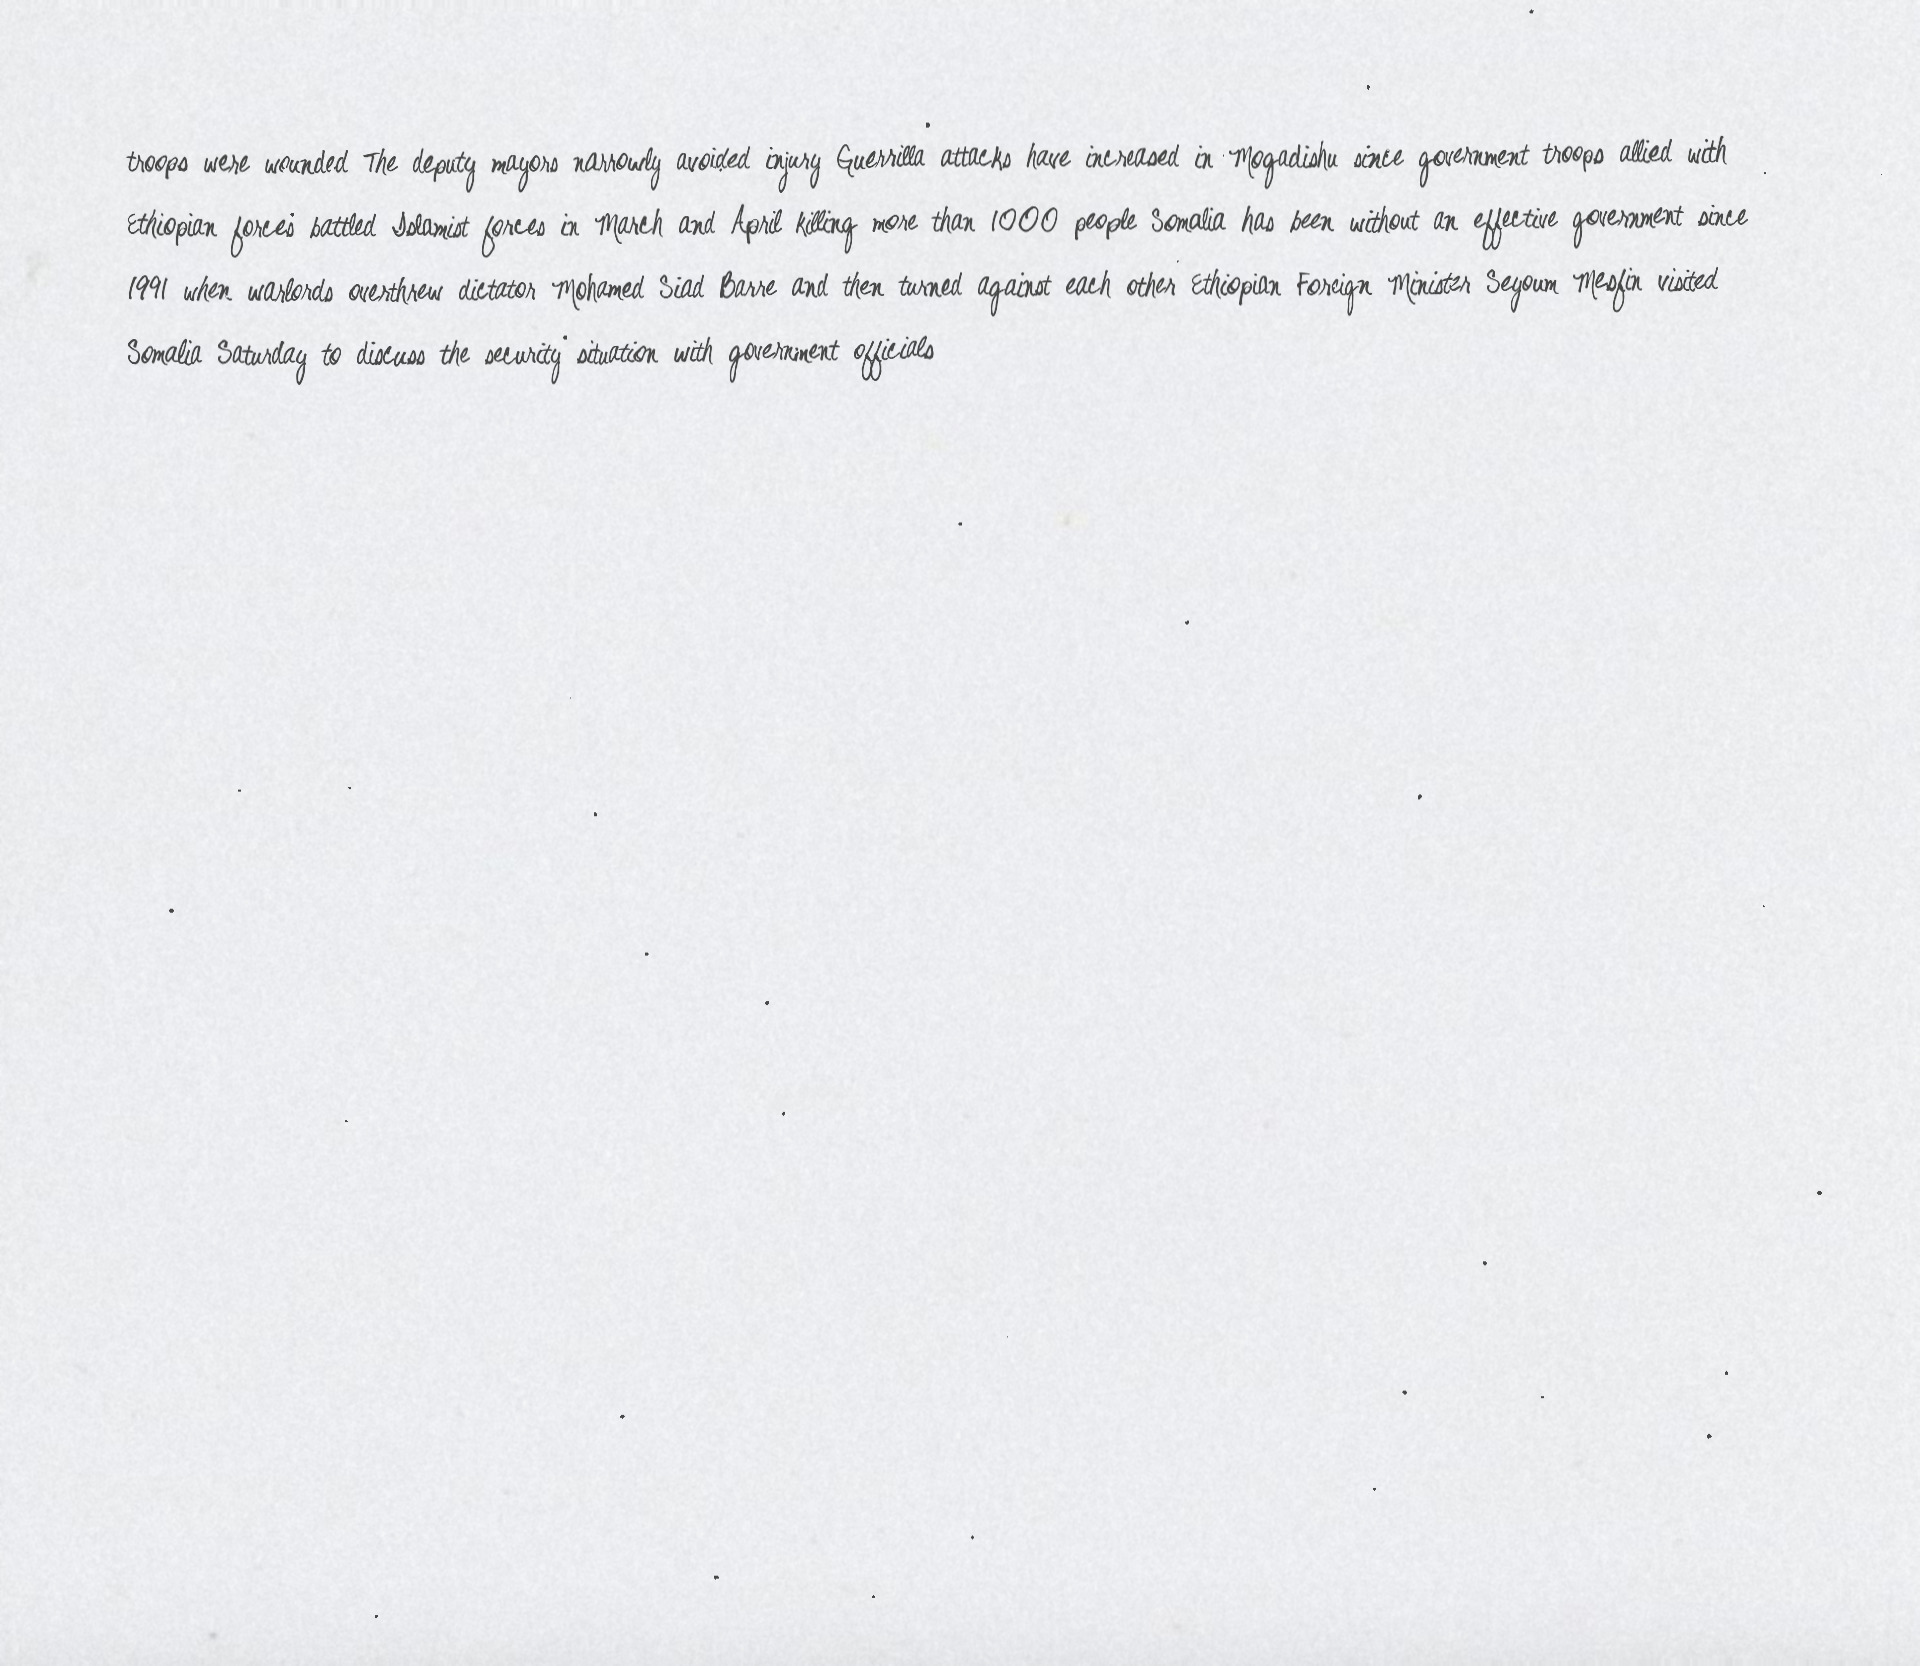 troops were wounded The deputy mayors narrowly avoided injury Guerrilla attacks have increased in Mogadishu since government troops allied with
Ethiopian forces battled Islamist forces in March and April killing more than 1000 people Somalia has been without an effective government since
1991 when warlords overthrew dictator Mohamed Siad Barre and then turned against each other Ethiopian Foreign Minister Seyoum Mesfin visited
Somalia Saturday to discuss the security situation with government officials